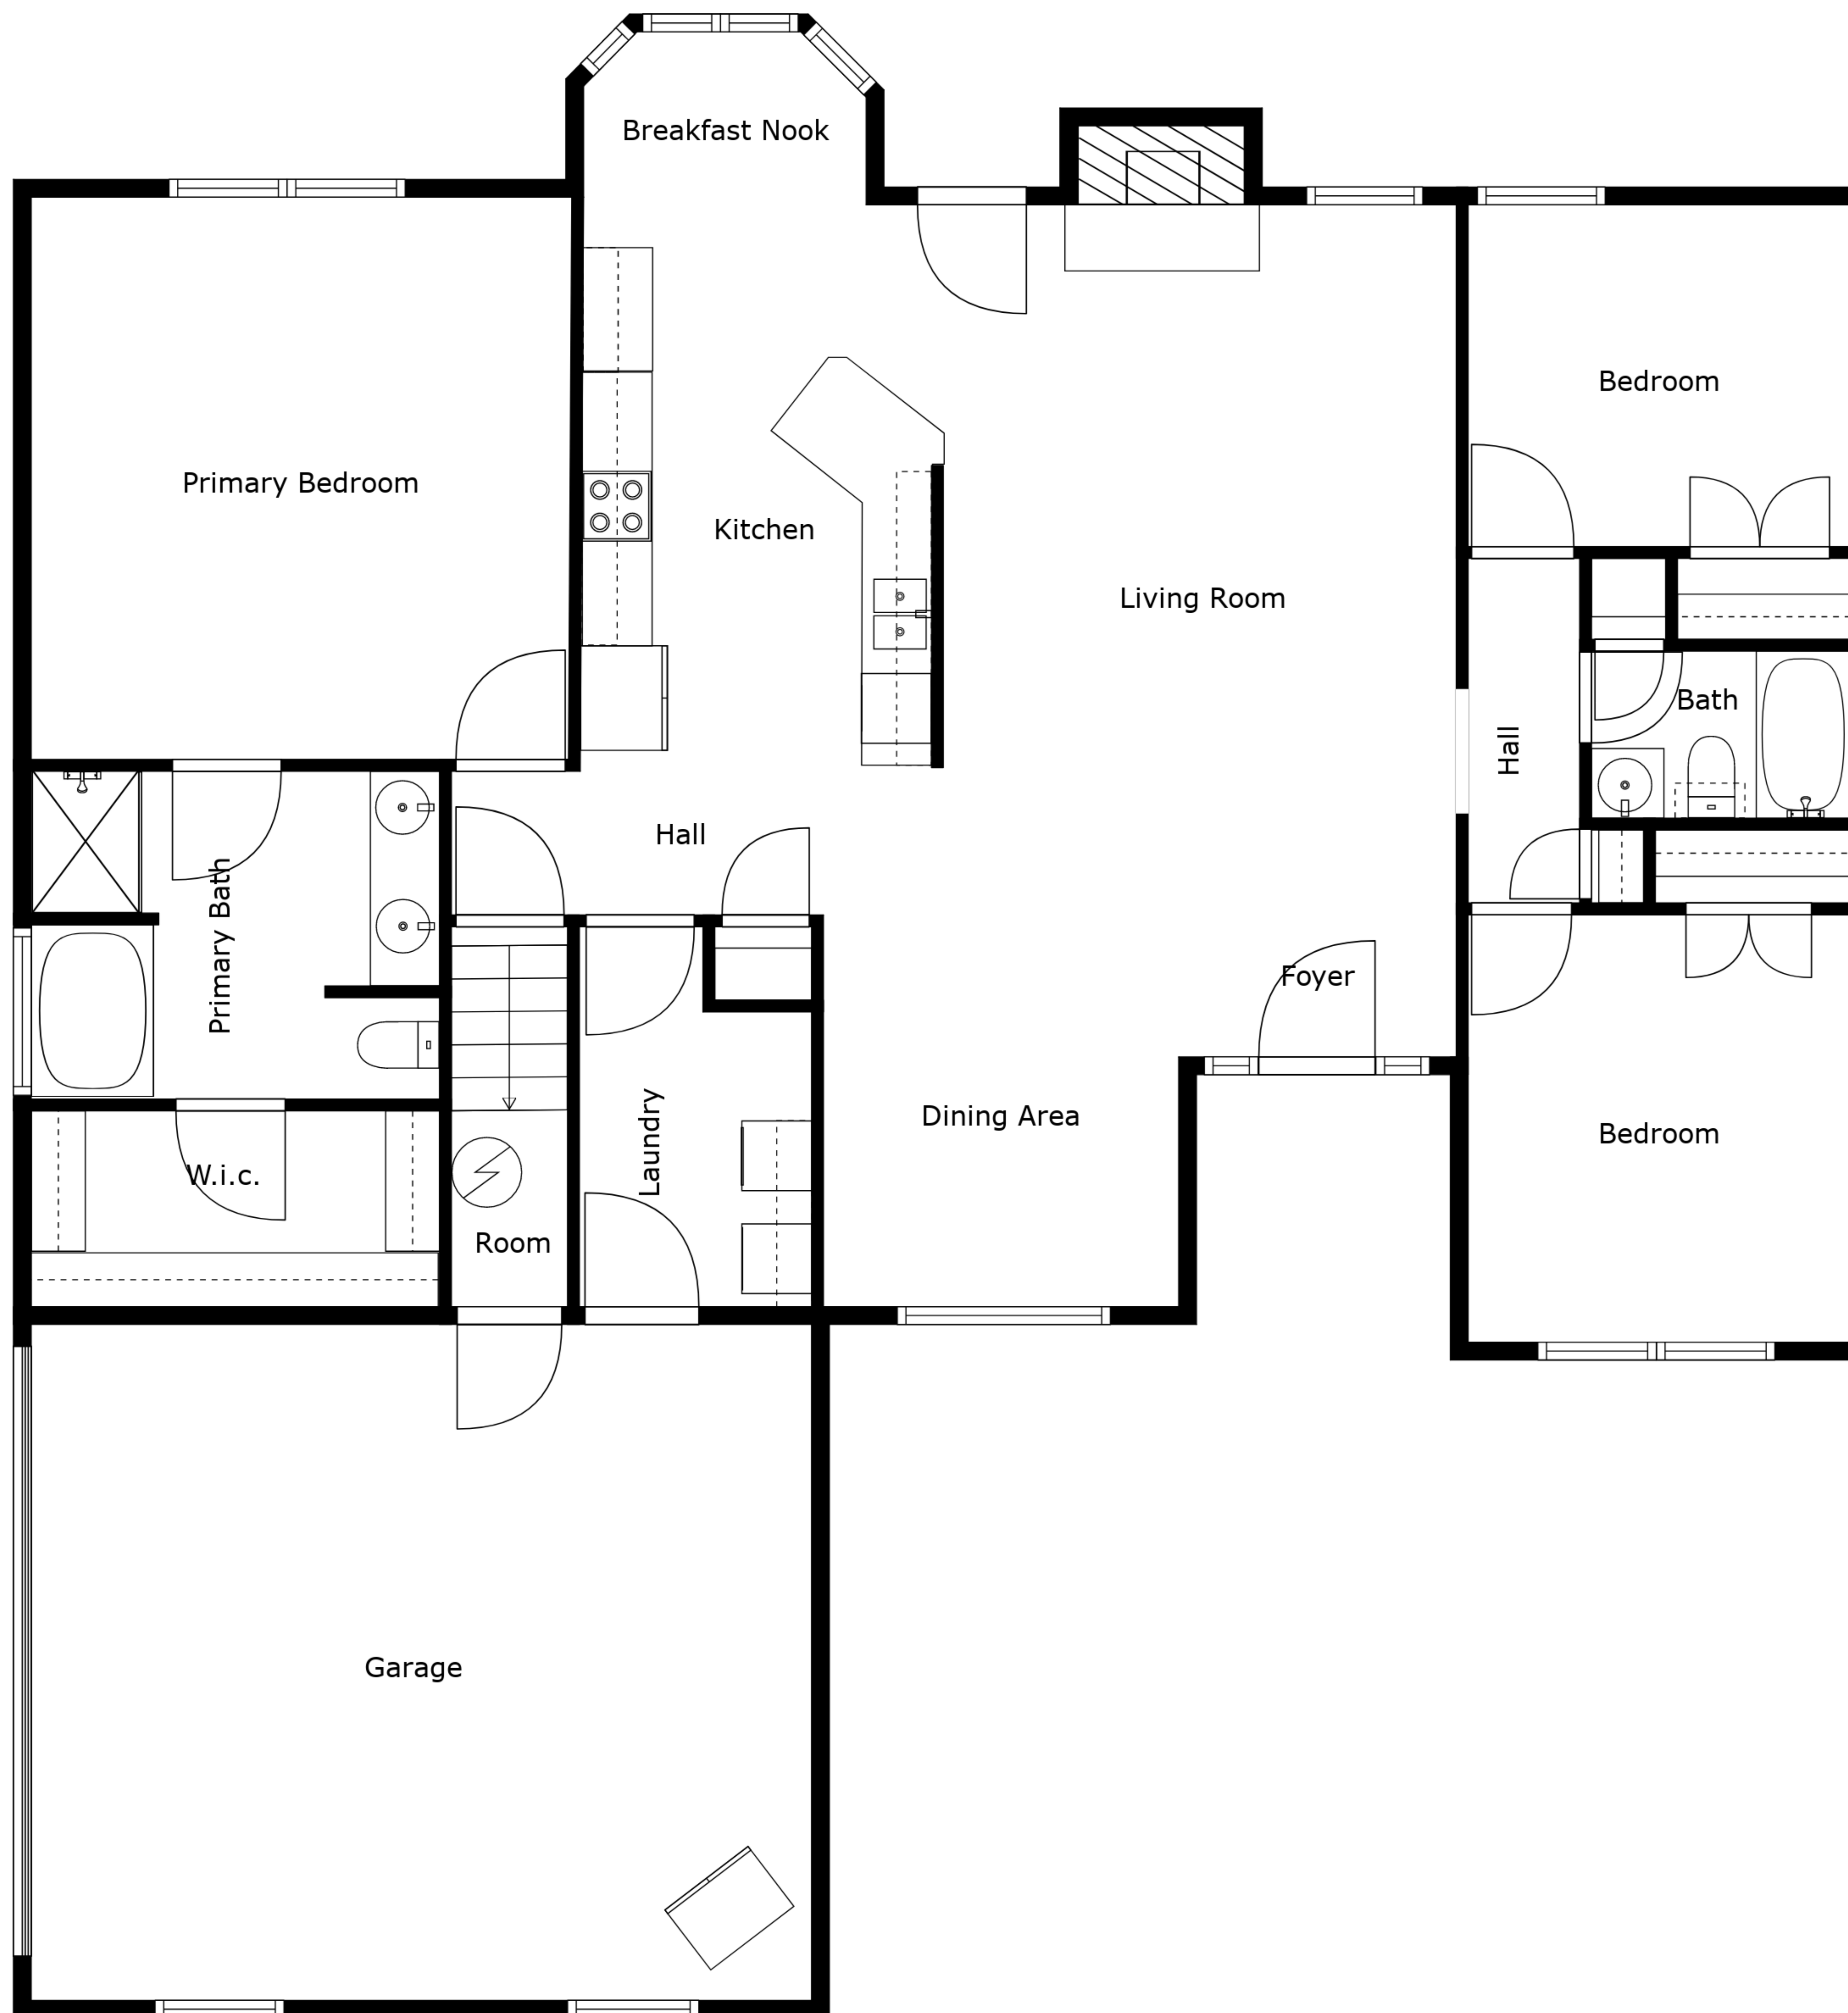 Breakfast Nook
Bedroom
Primary Bedroom
Kitchen
Living Room
Bath
Hall
Hall
Primary Bath
Foyer
Dining Area
Laundry
Bedroom
W.i.c.
Room
Garage